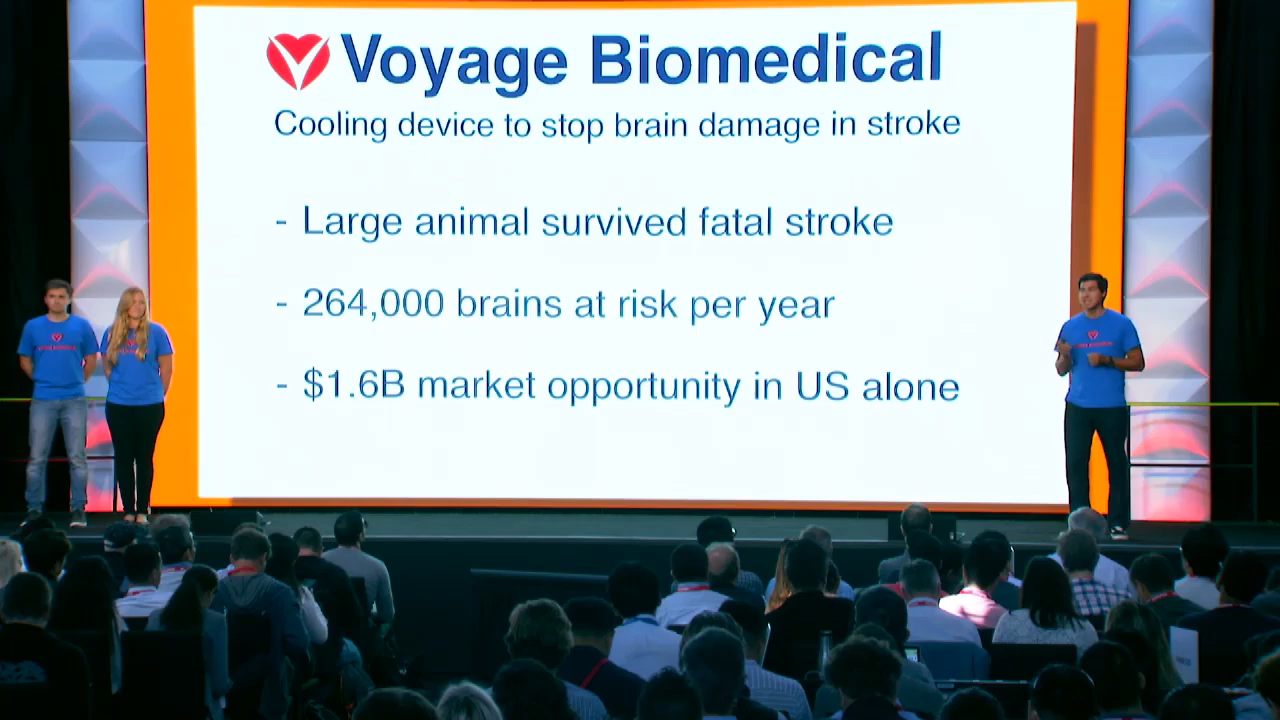 Voyage Biomedical
Cooling device to stop brain damage in stroke
- Large animal survived fatal stroke
- 264,000 brains at risk per year
- $1.6B market opportunity in US alone